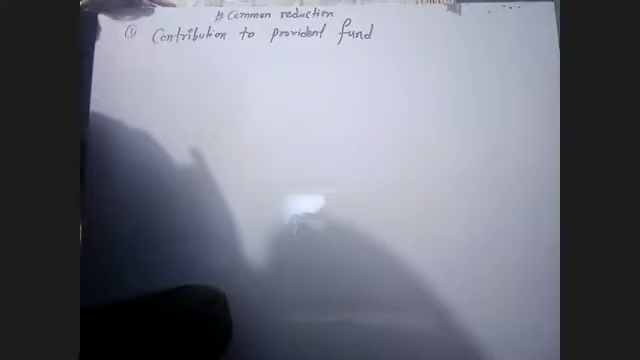 # Common reduction
① Contribution to provident fund